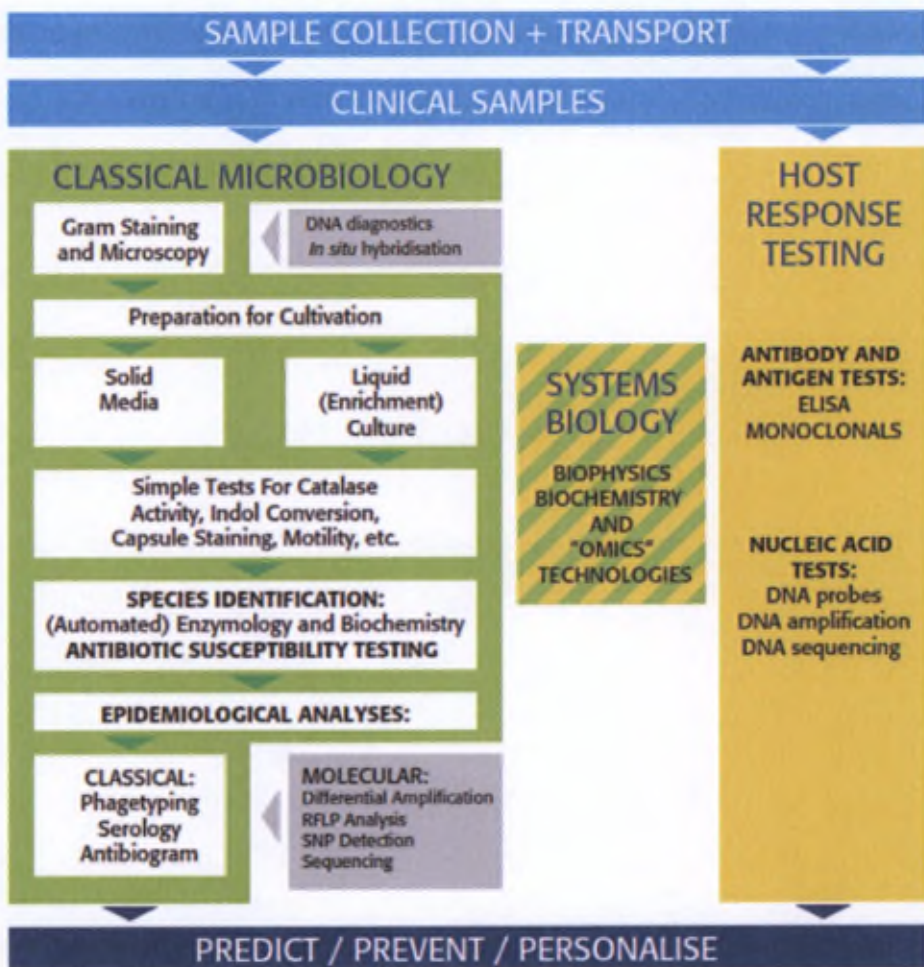 SAMPLE COLLECTION + TRANSPORT
CLINICAL SAMPLES
CLASSICAL MICROBIOLOGY
Gram Staining
and Microscopy
DNA diagnostics
In situ hybridisation
Preparation for Cultivation
Solid
Media
Liquid
(Enrichment)
Culture
Simple Tests For Catalase
Activity, Indol Conversion,
Capsule Staining, Motility, etc.
SPECIES IDENTIFICATION:
(Automated) Enzymology and Biochemistry
ANTIBIOTIC SUSCEPTIBILITY TESTING
EPIDEMIOLOGICAL ANALYSES:
CLASSICAL:
Phagetyping
Serology
Antibiogram
MOLECULAR:
Differential Amplification
RFLP Analysis
SNP Detection
Sequencing
SYSTEMS
BIOLOGY
BIOPHYSICS
BIOCHEMISTRY
AND
"OMICS"
TECHNOLOGIES
HOST
RESPONSE
TESTING
ANTIBODY AND
ANTIGEN TESTS:
ELISA
MONOCLONALS
NUCLEIC ACID
TESTS:
DNA probes
DNA amplification
DNA sequencing
PREDICT / PREVENT / PERSONALISE